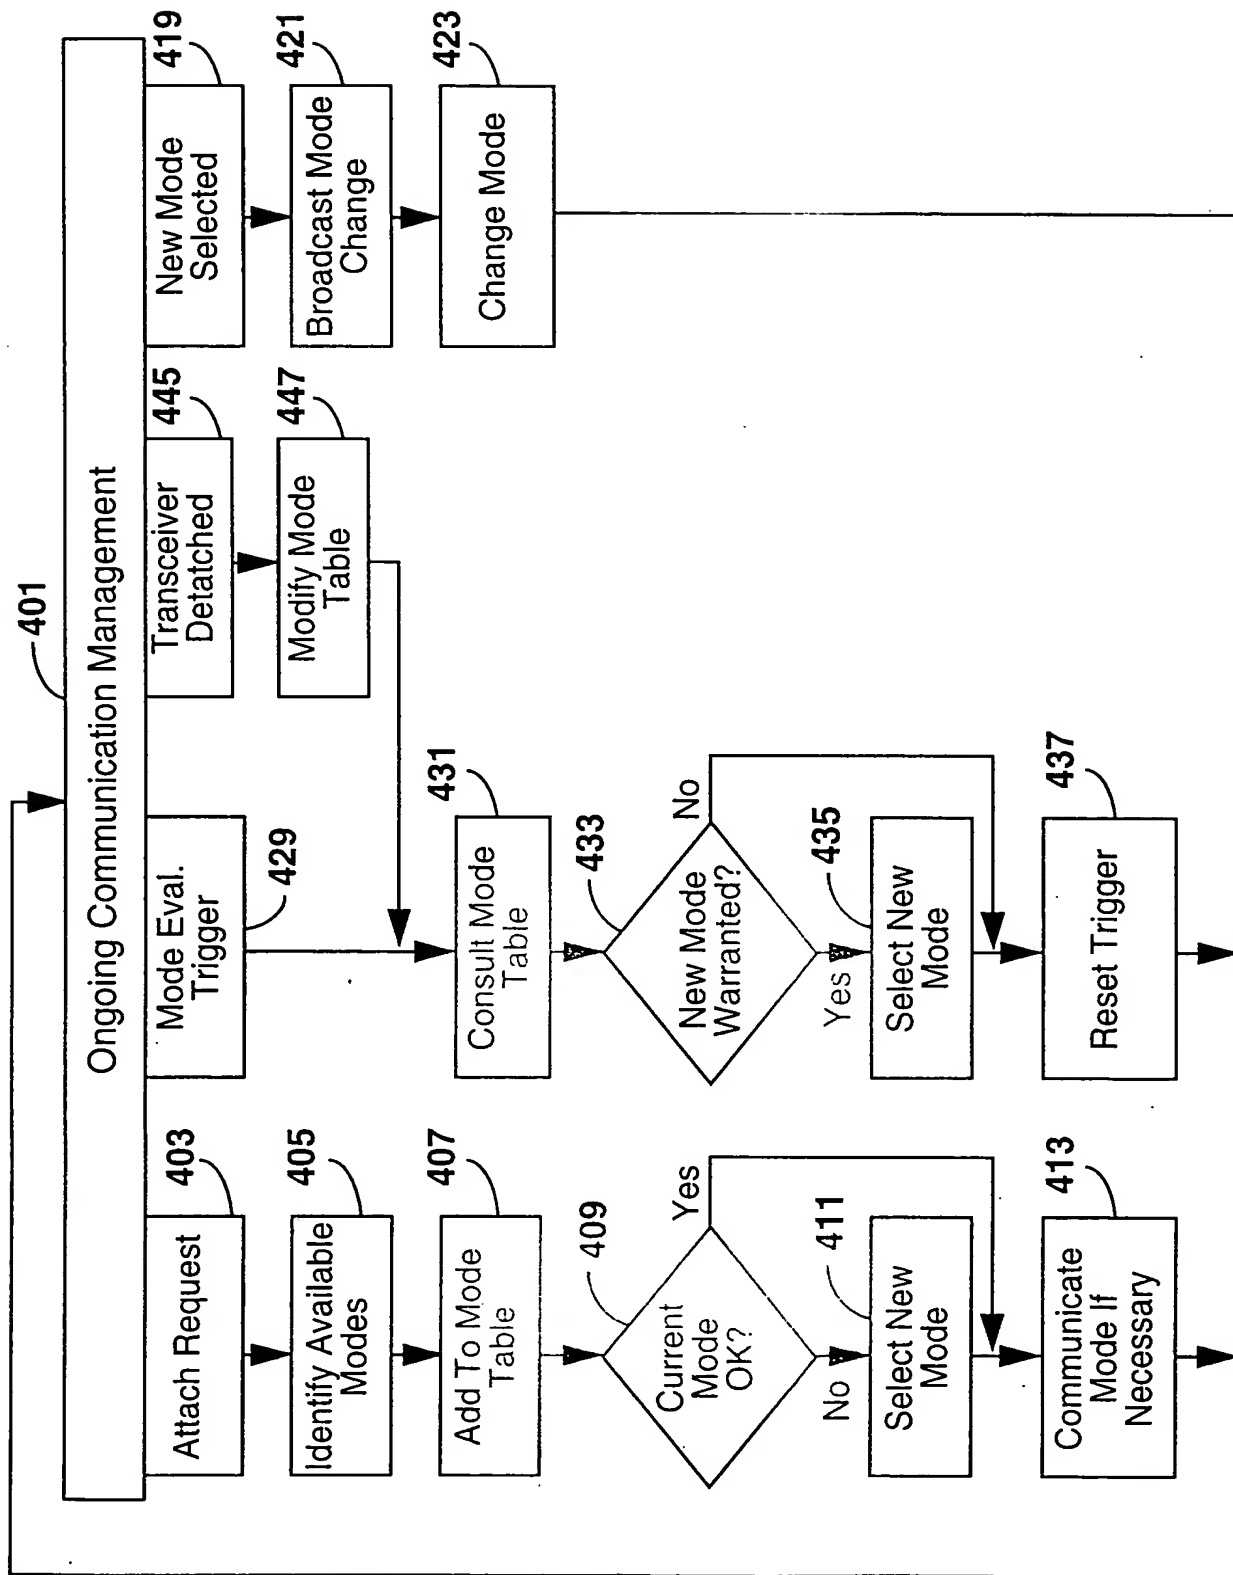 401
Ongoing Communication Management
403
Attach Request
405
Identify Available
Modes
407
Add To Mode
Table
409
Current
Mode
OK?
Yes
No
411
Select New
Mode
413
Communicate
Mode If
Necessary
Mode Eval.
Trigger
429
431
Consult Mode
Table
433
New Mode
Warranted?
No
Yes
435
Select New
Mode
437
Reset Trigger
445
Transceiver
Detatched
447
Modify Mode
Table
419
New Mode
Selected
421
Broadcast Mode
Change
423
Change Mode